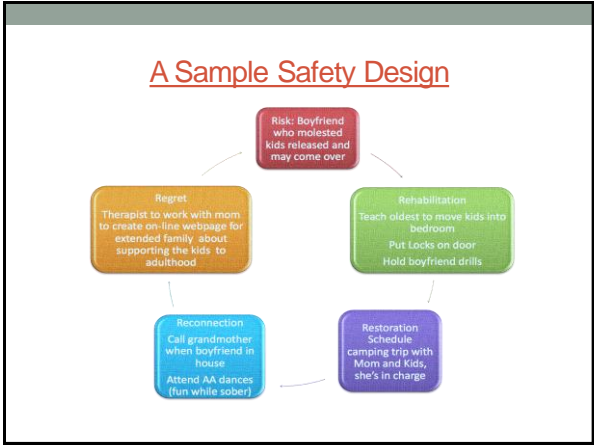 A Sample Safety Design
Risk: Boyfriend
who molested
kids released and
may come over
Rehabilitation
Teach oldest to move kids into
bedroom
Put Locks on door
Hold boyfriend drills
Restoration
Schedule
camping trip with
Mom and Kids,
she's in charge
Reconnection
Call grandmother
when boyfriend in
house
Attend AA dances
(fun while sober)
Regret
Therapist to work with mom
to create on-line webpage for
extended family about
supporting the kids to
adulthood